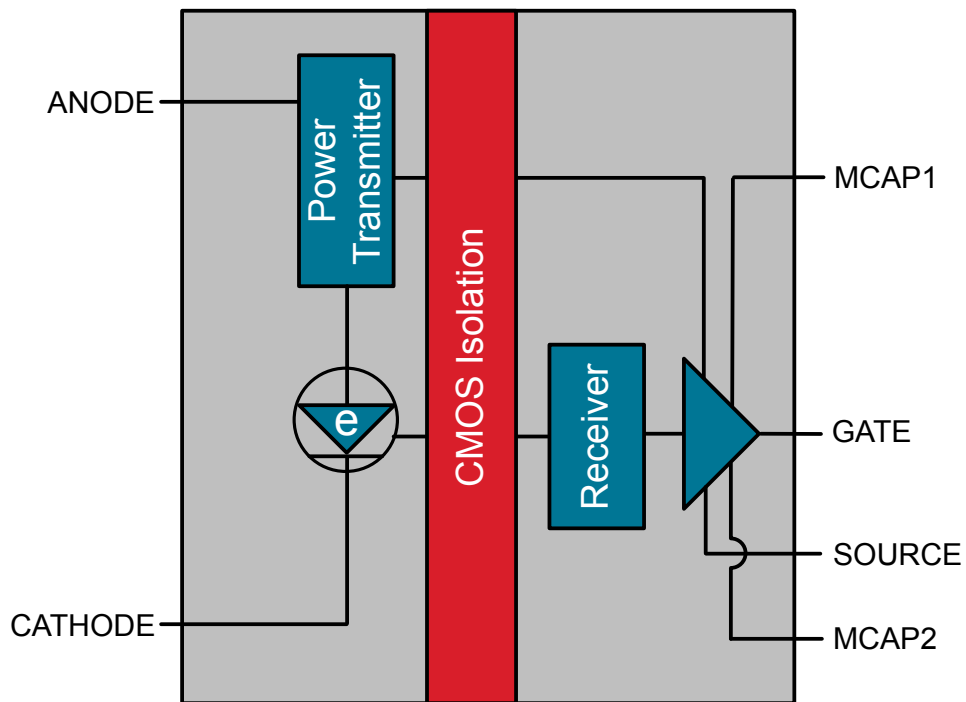 ANODE
Power
Transmitter
CMOS Isolation
MCAP1
e
Receiver
GATE
SOURCE
CATHODE
MCAP2